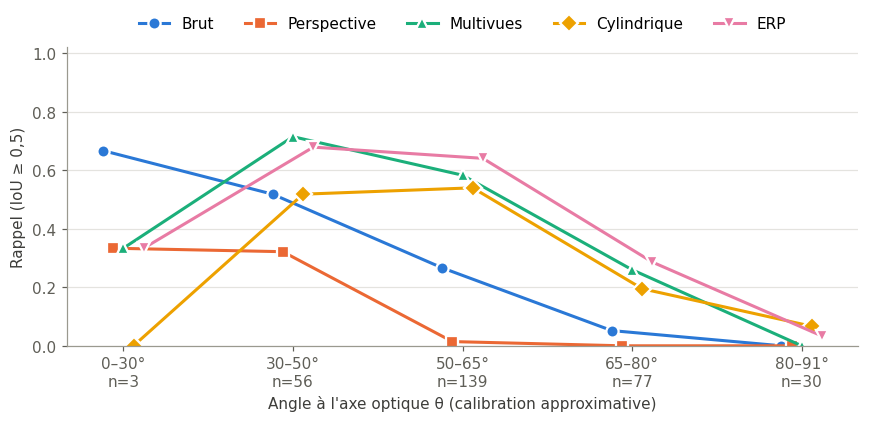 Brut Perspective Multivues Cylindrique ERP
Rappel (IoU ≥ 0,5)
1.0
0.8
0.6
0.4
0.2
0.0
0–30° 30–50° 50–65° 65–80° 80–91°
n=3 n=56 n=139 n=77 n=30
Angle à l'axe optique θ (calibration approximative)